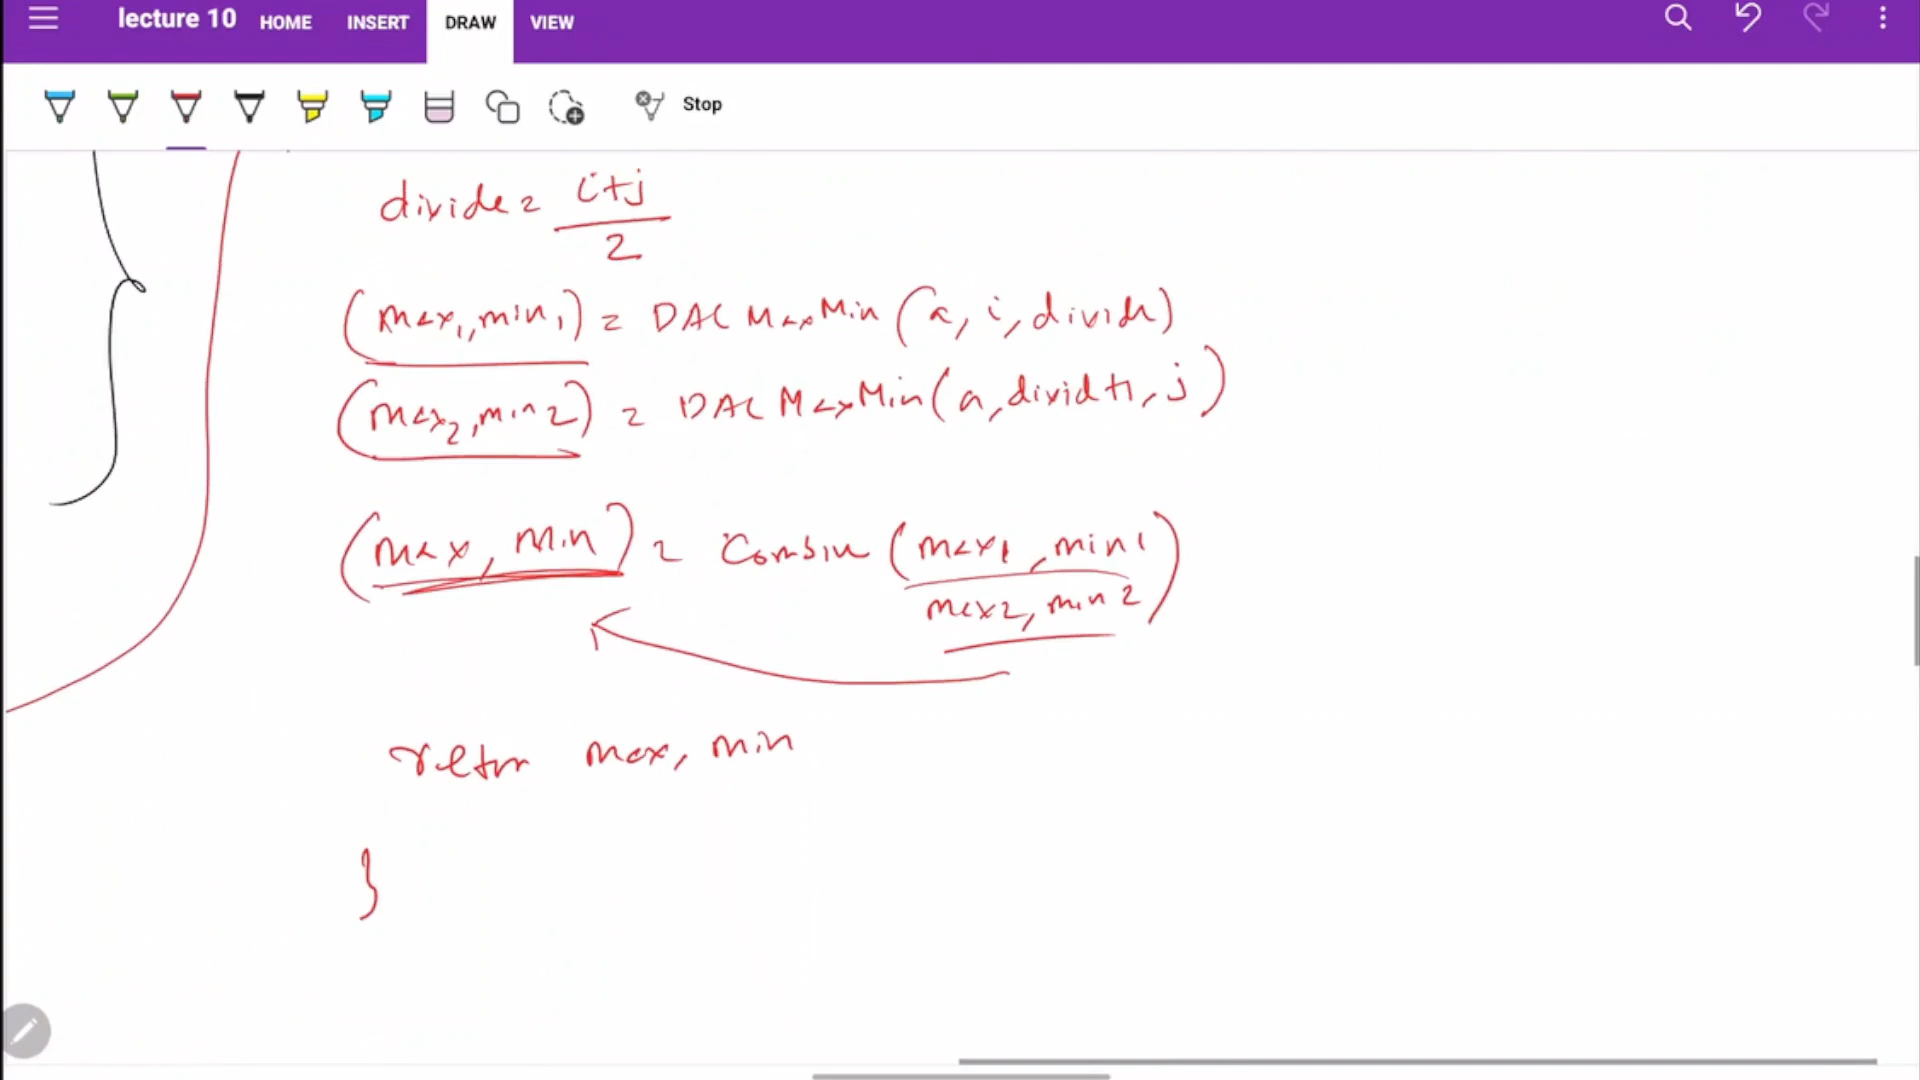 lecture 10 HOME INSERT DRAW VIEW
Stop
divide = i+j
2
(max1, min1) = DAC MaxMin (a, i, divide)
(max2, min2) = DAC MaxMin (a, divid+1, j)
(max, min) = Combine (max1, min1
max2, min2)
return max, min
}